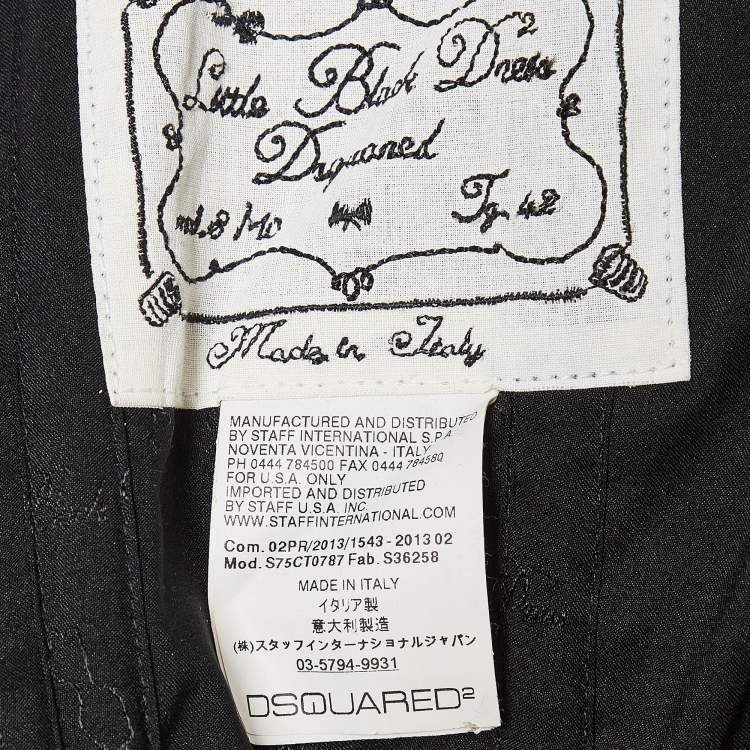 Little Black Dress²
Dsquared²
Tg. 42
Made in Italy
MANUFACTURED AND DISTRIBUTED
BY STAFF INTERNATIONAL S.P.A.
NOVENTA VICENTINA - ITALY
PH 0444 784500 FAX 0444 784580
FOR U.S.A. ONLY
IMPORTED AND DISTRIBUTED
BY STAFF U.S.A. INC.
WWW.STAFFINTERNATIONAL.COM
Com. 02PR/2013/1543 - 2013 02
Mod. S75CT0787 Fab. S36258
MADE IN ITALY
イタリア製
意大利製造
(株)スタッフインターナショナルジャパン
03-5794-9931
DSQUARED²